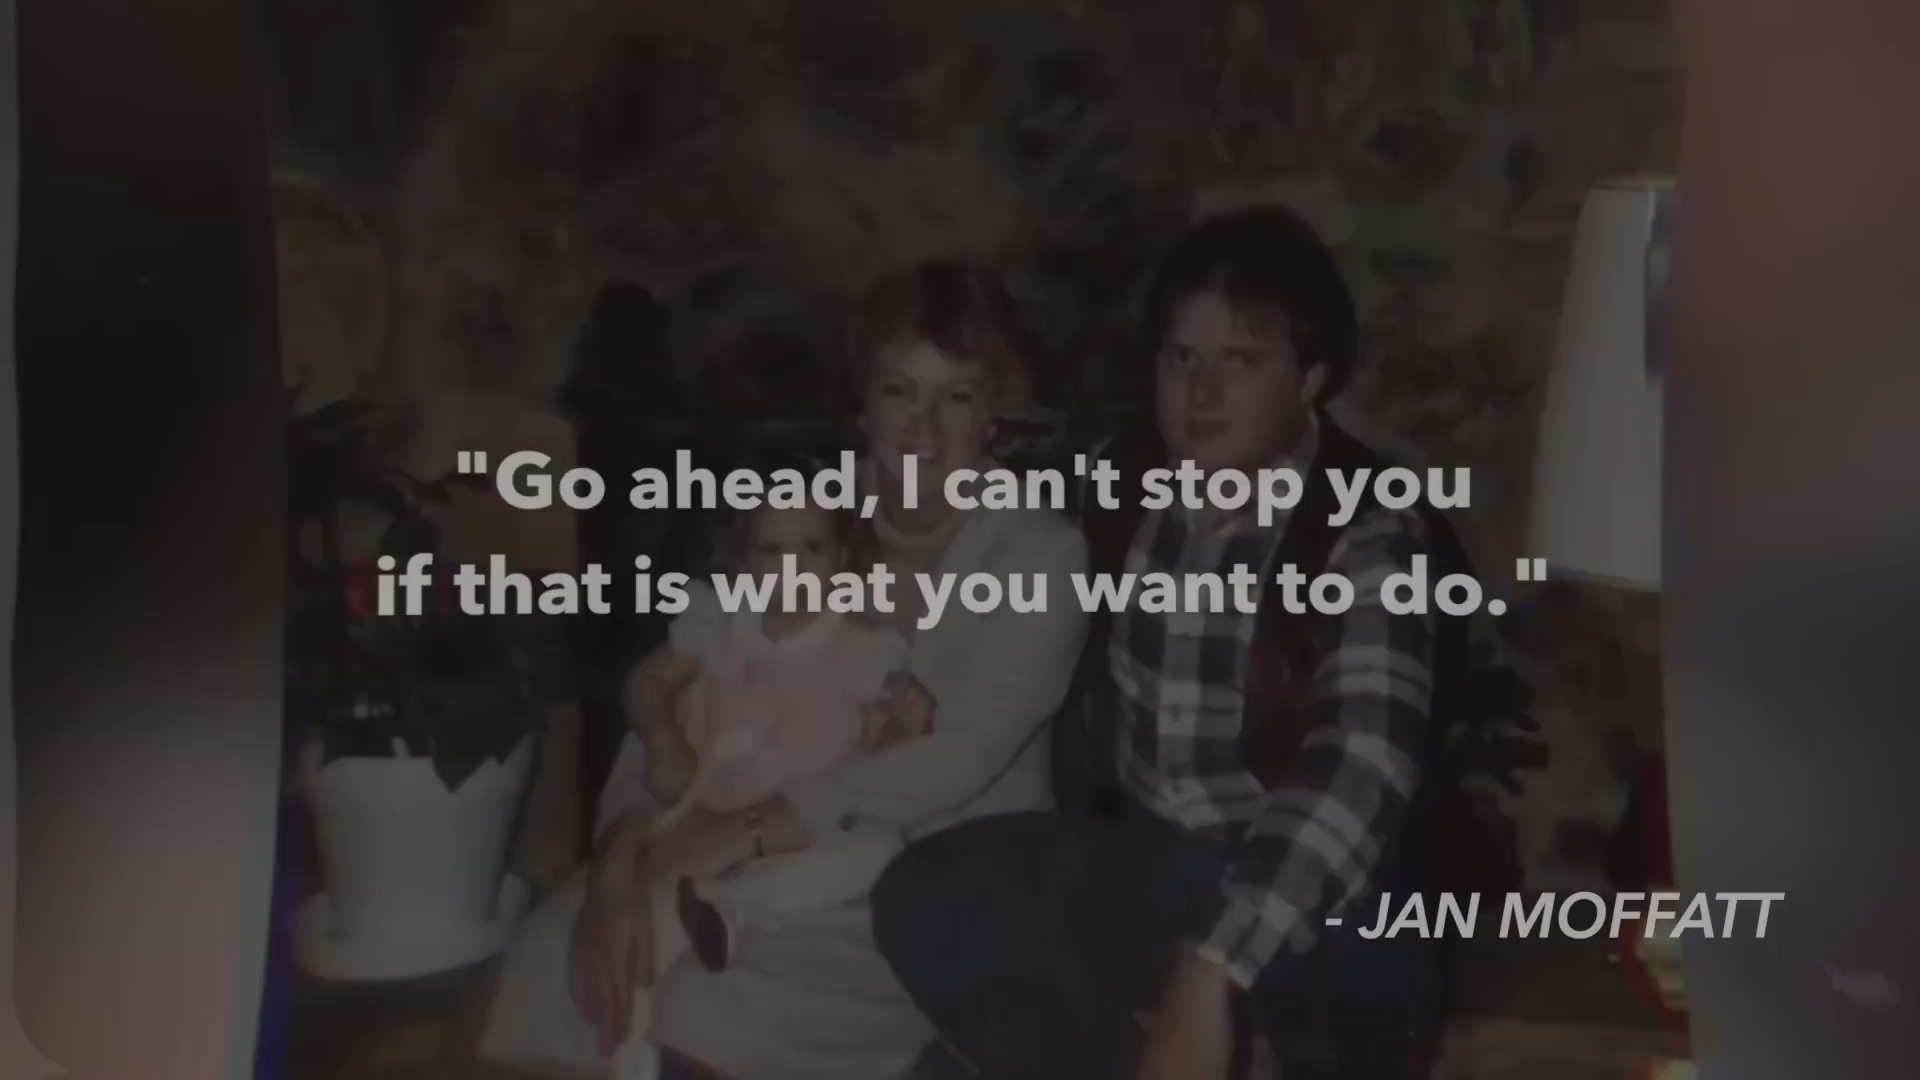 "Go ahead, I can't stop you
if that is what you want to do."
- JAN MOFFATT